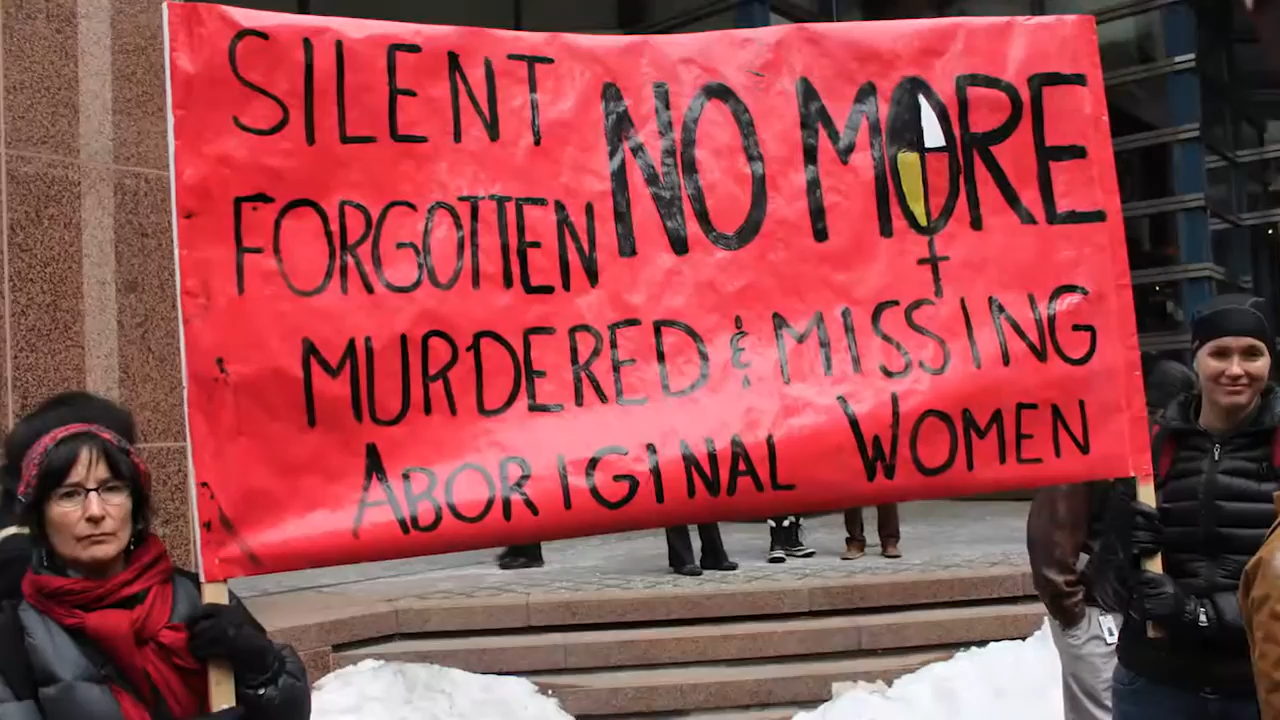 SILENT NO MORE
FORGOTTEN
MURDERED & MISSING
ABORIGINAL WOMEN